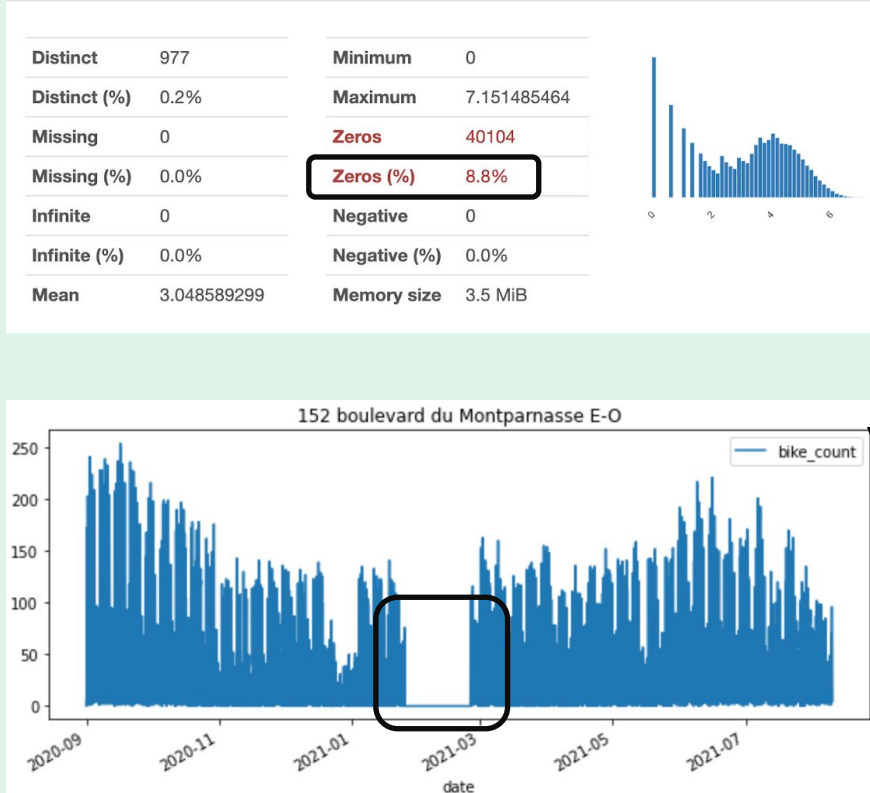 Distinct 977 Minimum 0
Distinct (%) 0.2% Maximum 7.151485464
Missing 0 Zeros 40104
Missing (%) 0.0% Zeros (%) 8.8%
Infinite 0 Negative 0
Infinite (%) 0.0% Negative (%) 0.0%
Mean 3.048589299 Memory size 3.5 MiB
0 2 4 6
152 boulevard du Montparnasse E-O
bike_count
250
200
150
100
50
0
2020-09 2020-11 2021-01 2021-03 2021-05 2021-07
date